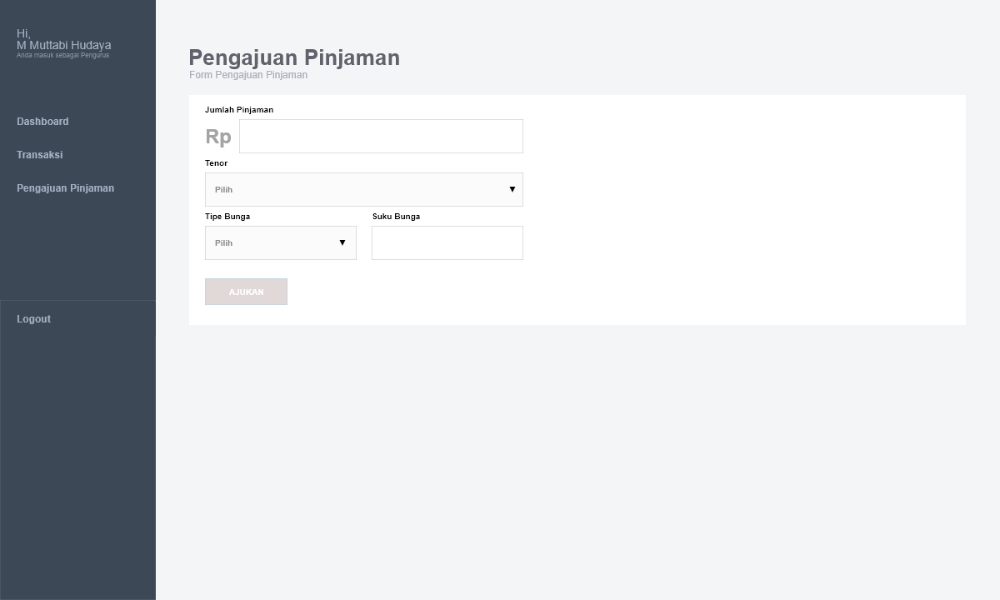 Hi,
M Muttabi Hudaya
Anda masuk sebagai Pengurus
Dashboard
Transaksi
Pengajuan Pinjaman
Logout
Pengajuan Pinjaman
Form Pengajuan Pinjaman
Jumlah Pinjaman
Rp
Tenor
Pilih
Tipe Bunga
Suku Bunga
Pilih
AJUKAN